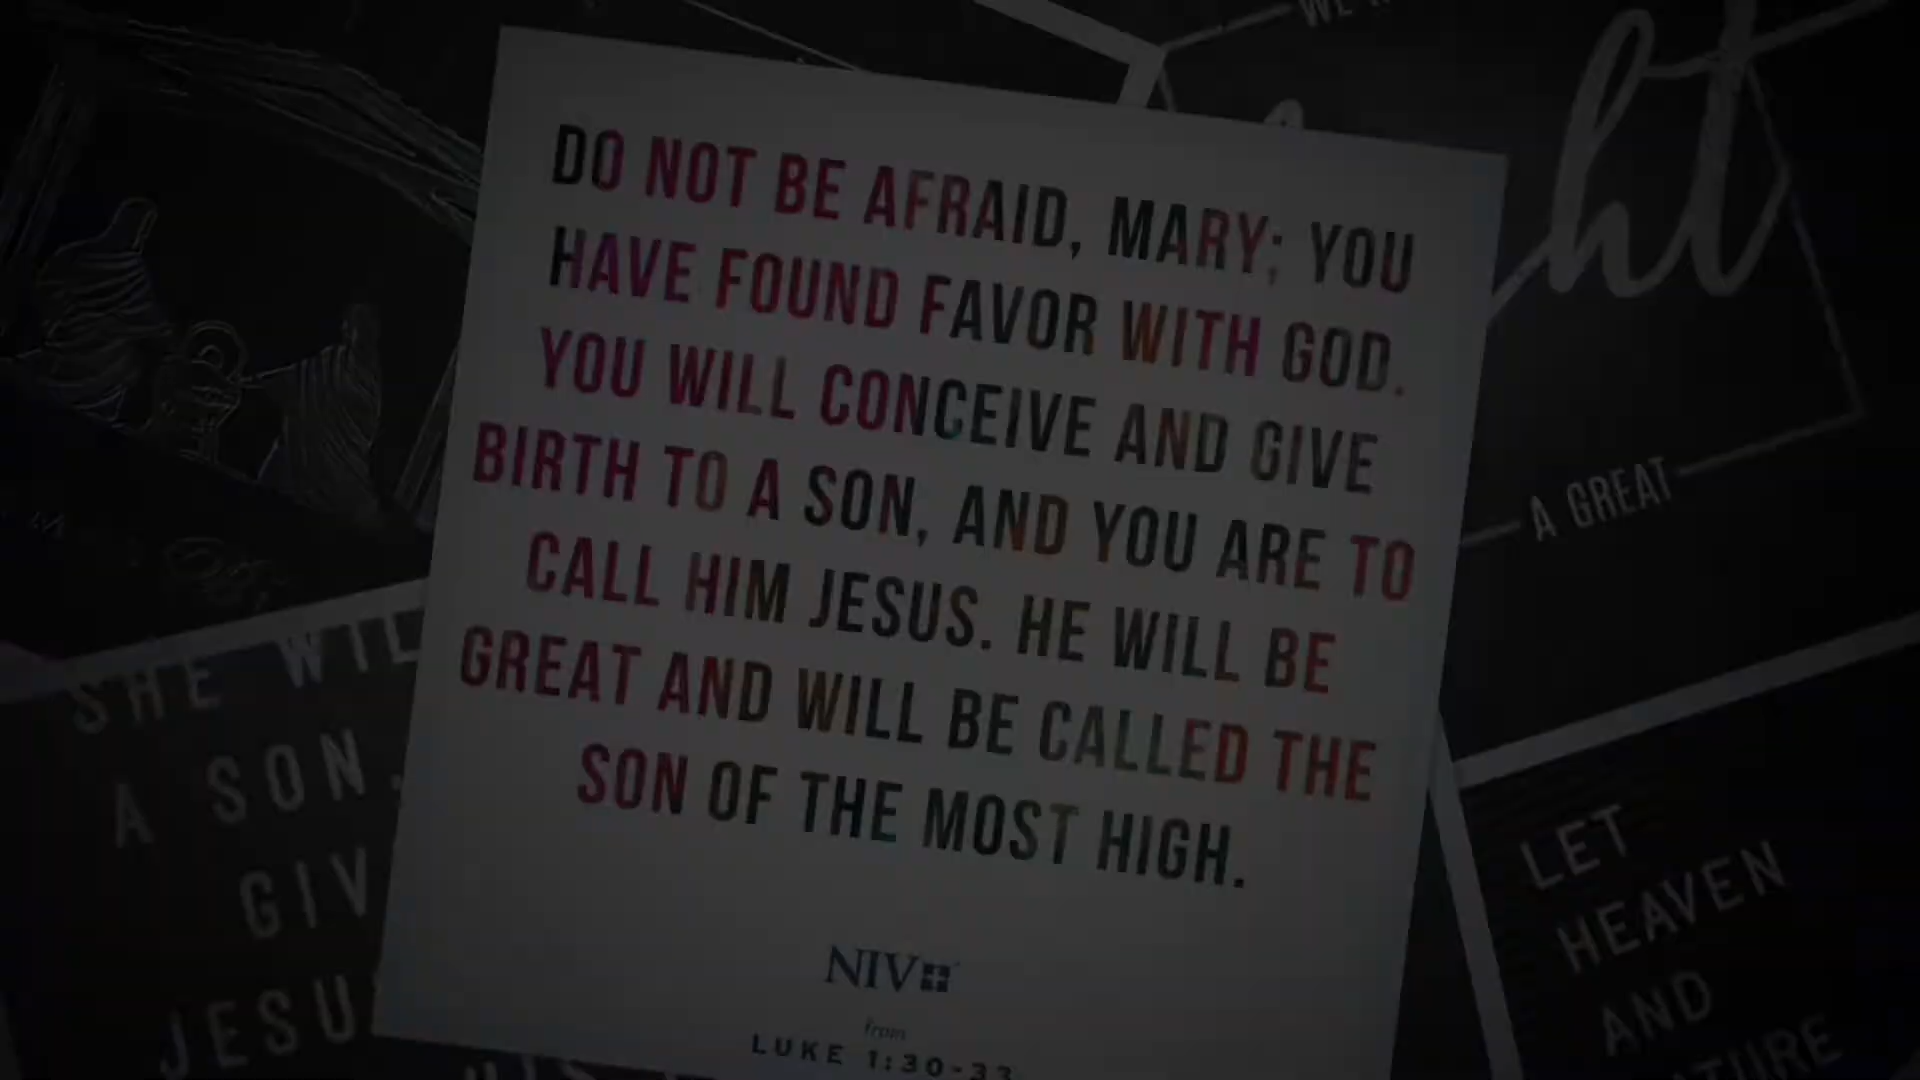 DO NOT BE AFRAID, MARY; YOU
HAVE FOUND FAVOR WITH GOD.
YOU WILL CONCEIVE AND GIVE
BIRTH TO A SON, AND YOU ARE TO
CALL HIM JESUS. HE WILL BE
GREAT AND WILL BE CALLED THE
SON OF THE MOST HIGH.
NIV
from
LUKE 1:30-33
A GREAT
SHE WIL
A SON,
GIV
JESUS
LET
HEAVEN
AND